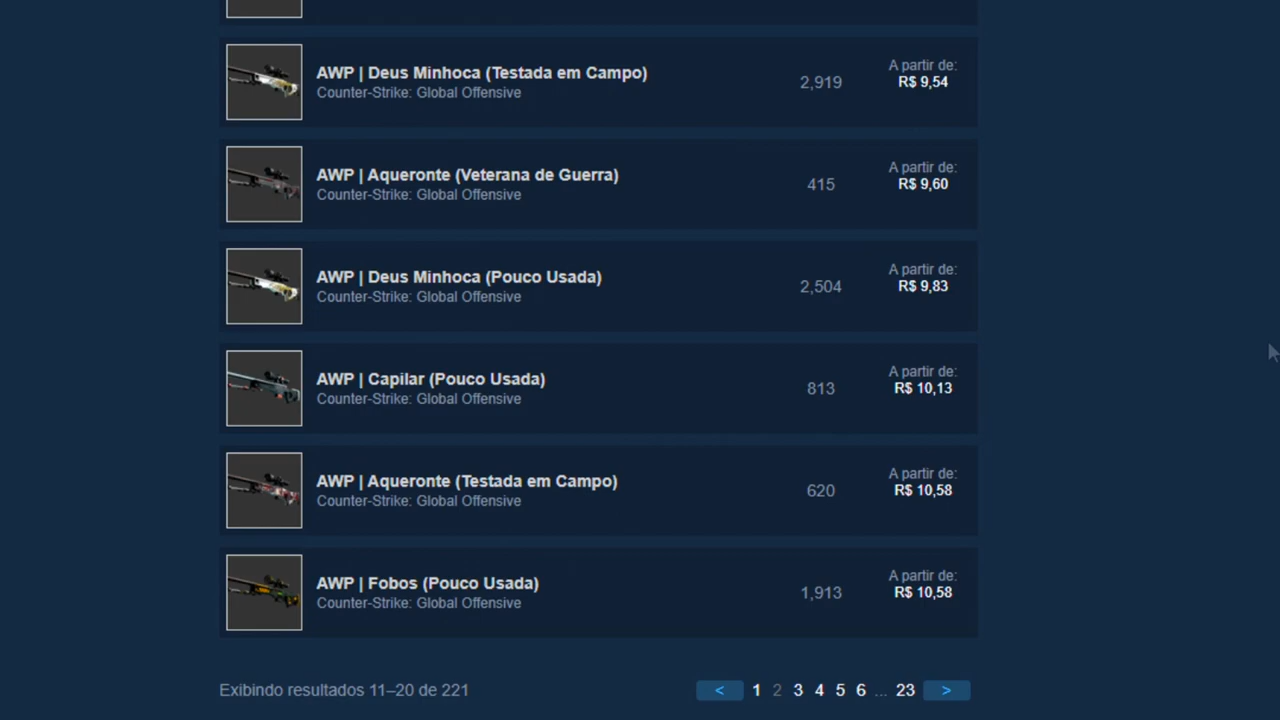 AWP | Deus Minhoca (Testada em Campo)
Counter-Strike: Global Offensive
2,919
A partir de:
R$ 9,54
AWP | Aqueronte (Veterana de Guerra)
Counter-Strike: Global Offensive
415
A partir de:
R$ 9,60
AWP | Deus Minhoca (Pouco Usada)
Counter-Strike: Global Offensive
2,504
A partir de:
R$ 9,83
AWP | Capilar (Pouco Usada)
Counter-Strike: Global Offensive
813
A partir de:
R$ 10,13
AWP | Aqueronte (Testada em Campo)
Counter-Strike: Global Offensive
620
A partir de:
R$ 10,58
AWP | Fobos (Pouco Usada)
Counter-Strike: Global Offensive
1,913
A partir de:
R$ 10,58
Exibindo resultados 11–20 de 221
< 1 2 3 4 5 6 ... 23 >